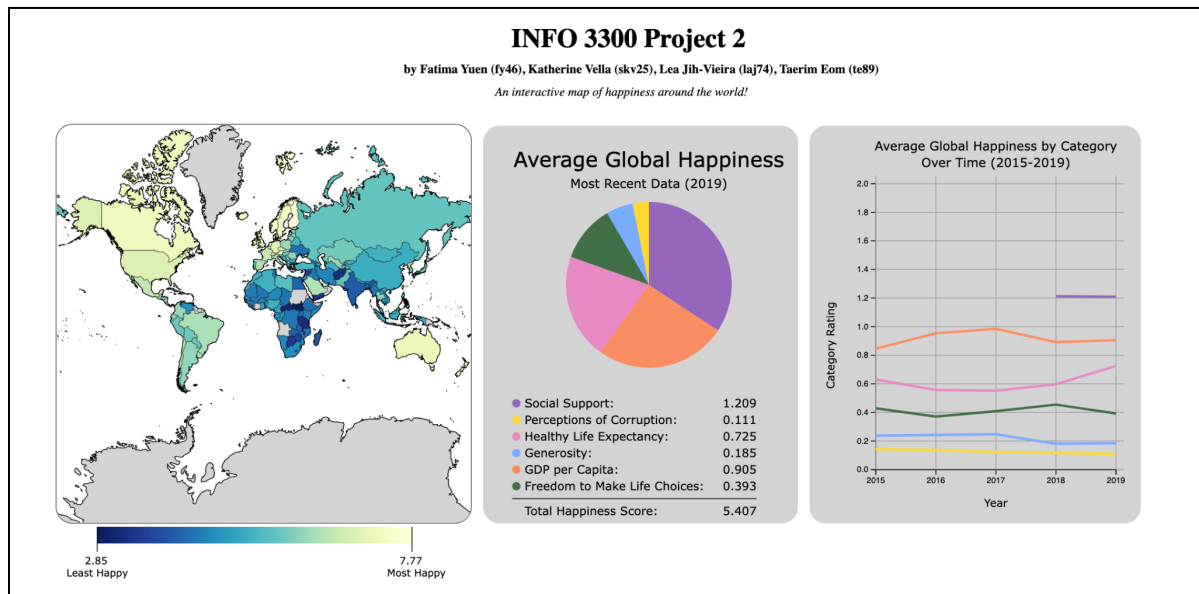 INFO 3300 Project 2
by Fatima Yuen (fy46), Katherine Vella (skv25), Lea Jih-Vieira (laj74), Taerim Eom (te89)
An interactive map of happiness around the world!
2.85
Least Happy
7.77
Most Happy
Average Global Happiness
Most Recent Data (2019)
Social Support: 1.209
Perceptions of Corruption: 0.111
Healthy Life Expectancy: 0.725
Generosity: 0.185
GDP per Capita: 0.905
Freedom to Make Life Choices: 0.393
Total Happiness Score: 5.407
Average Global Happiness by Category
Over Time (2015-2019)
Category Rating
2.0
1.8
1.6
1.4
1.2
1.0
0.8
0.6
0.4
0.2
0.0
2015 2016 2017 2018 2019
Year